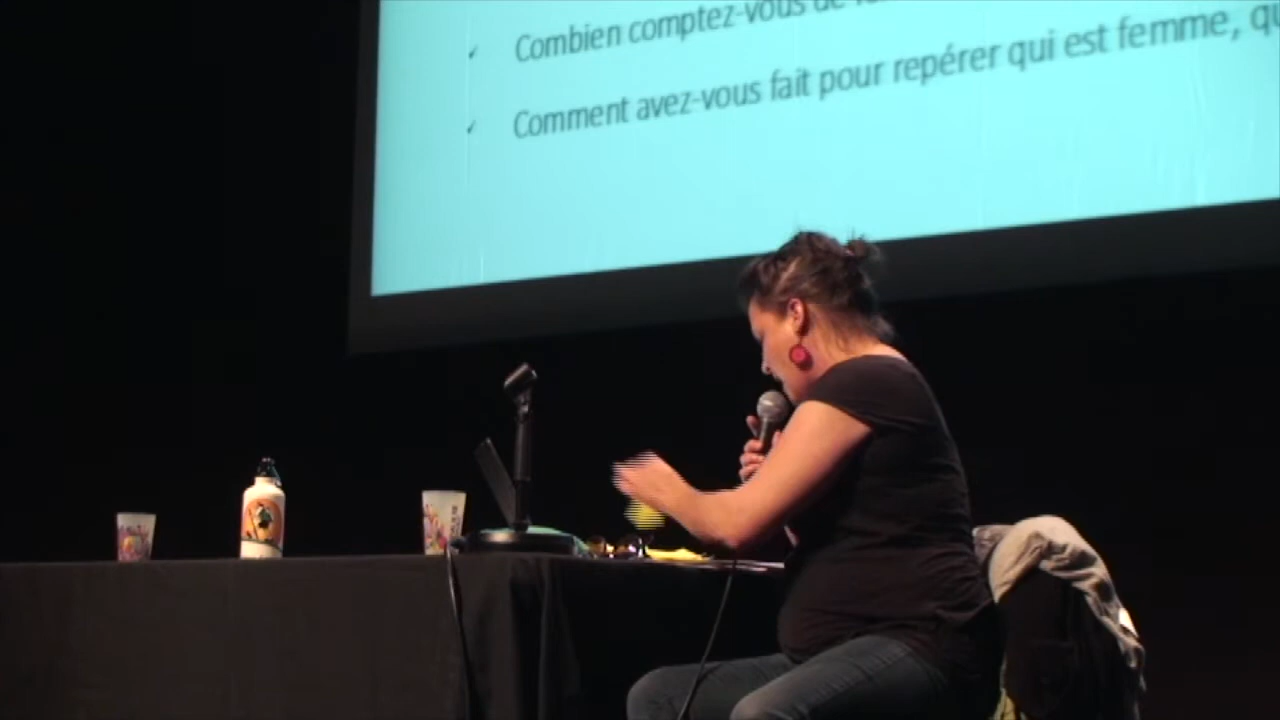 ✓ Combien comptez-vous de
✓ Comment avez-vous fait pour repérer qui est femme,